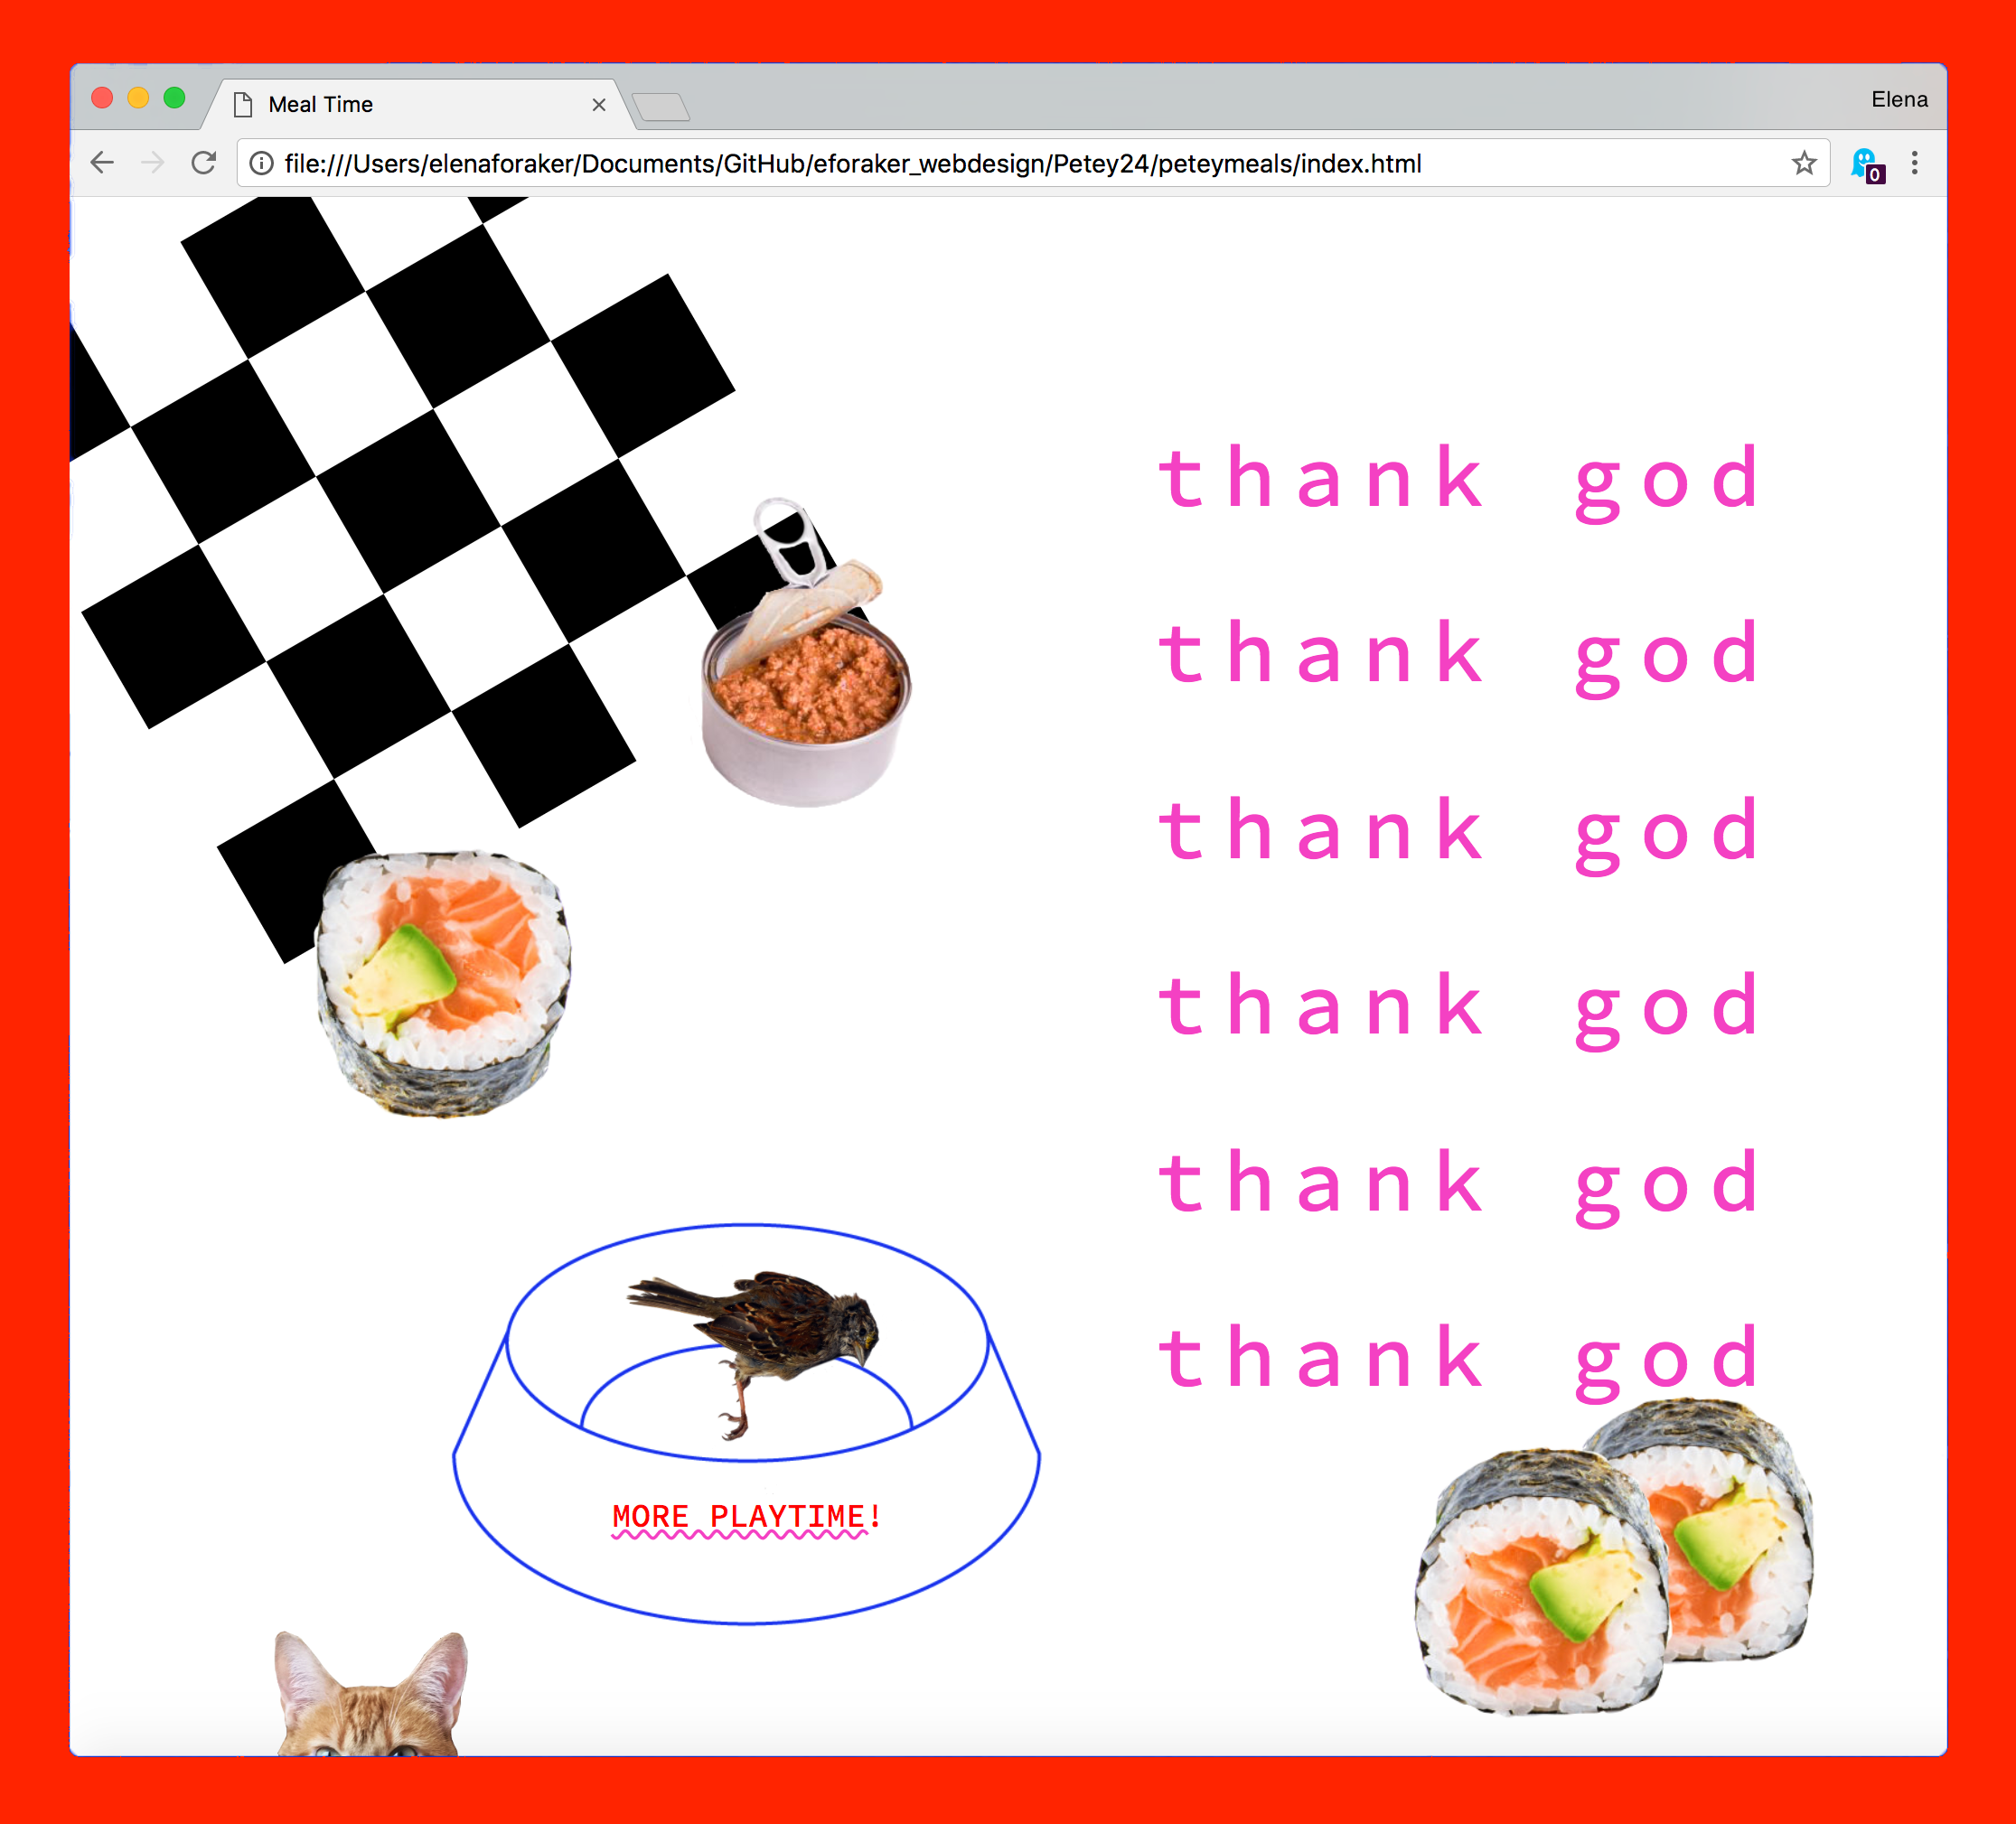 Meal Time
Elena
file:///Users/elenaforaker/Documents/GitHub/eforaker_webdesign/Petey24/peteymeals/index.html
0
thank god
thank god
thank god
thank god
thank god
thank god
MORE PLAYTIME!